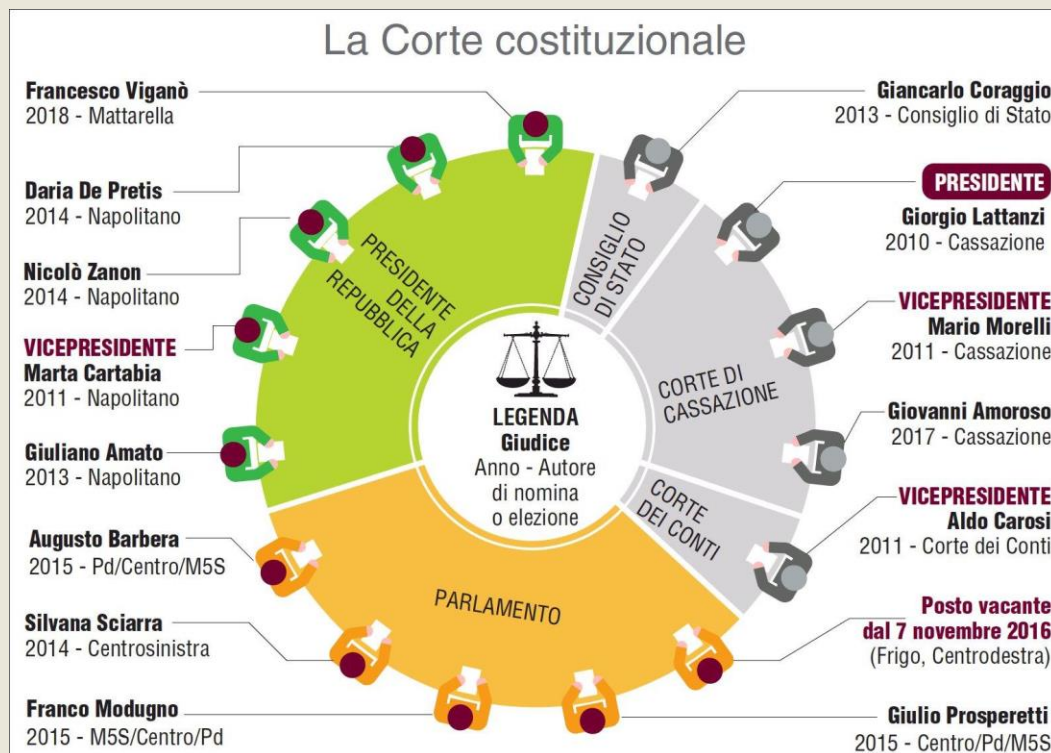 La Corte costituzionale
Francesco Viganò
2018 - Mattarella
Daria De Pretis
2014 - Napolitano
Nicolò Zanon
2014 - Napolitano
VICEPRESIDENTE
Marta Cartabia
2011 - Napolitano
Giuliano Amato
2013 - Napolitano
Augusto Barbera
2015 - Pd/Centro/M5S
Silvana Sciarra
2014 - Centrosinistra
Franco Modugno
2015 - M5S/Centro/Pd
PRESIDENTE
DELLA
REPUBBLICA
CONSIGLIO
DI STATO
CORTE DI
CASSAZIONE
CORTE
DEI CONTI
PARLAMENTO
LEGENDA
Giudice
Anno - Autore
di nomina
o elezione
Giancarlo Coraggio
2013 - Consiglio di Stato
PRESIDENTE
Giorgio Lattanzi
2010 - Cassazione
VICEPRESIDENTE
Mario Morelli
2011 - Cassazione
Giovanni Amoroso
2017 - Cassazione
VICEPRESIDENTE
Aldo Carosi
2011 - Corte dei Conti
Posto vacante
dal 7 novembre 2016
(Frigo, Centrodestra)
Giulio Prosperetti
2015 - Centro/Pd/M5S